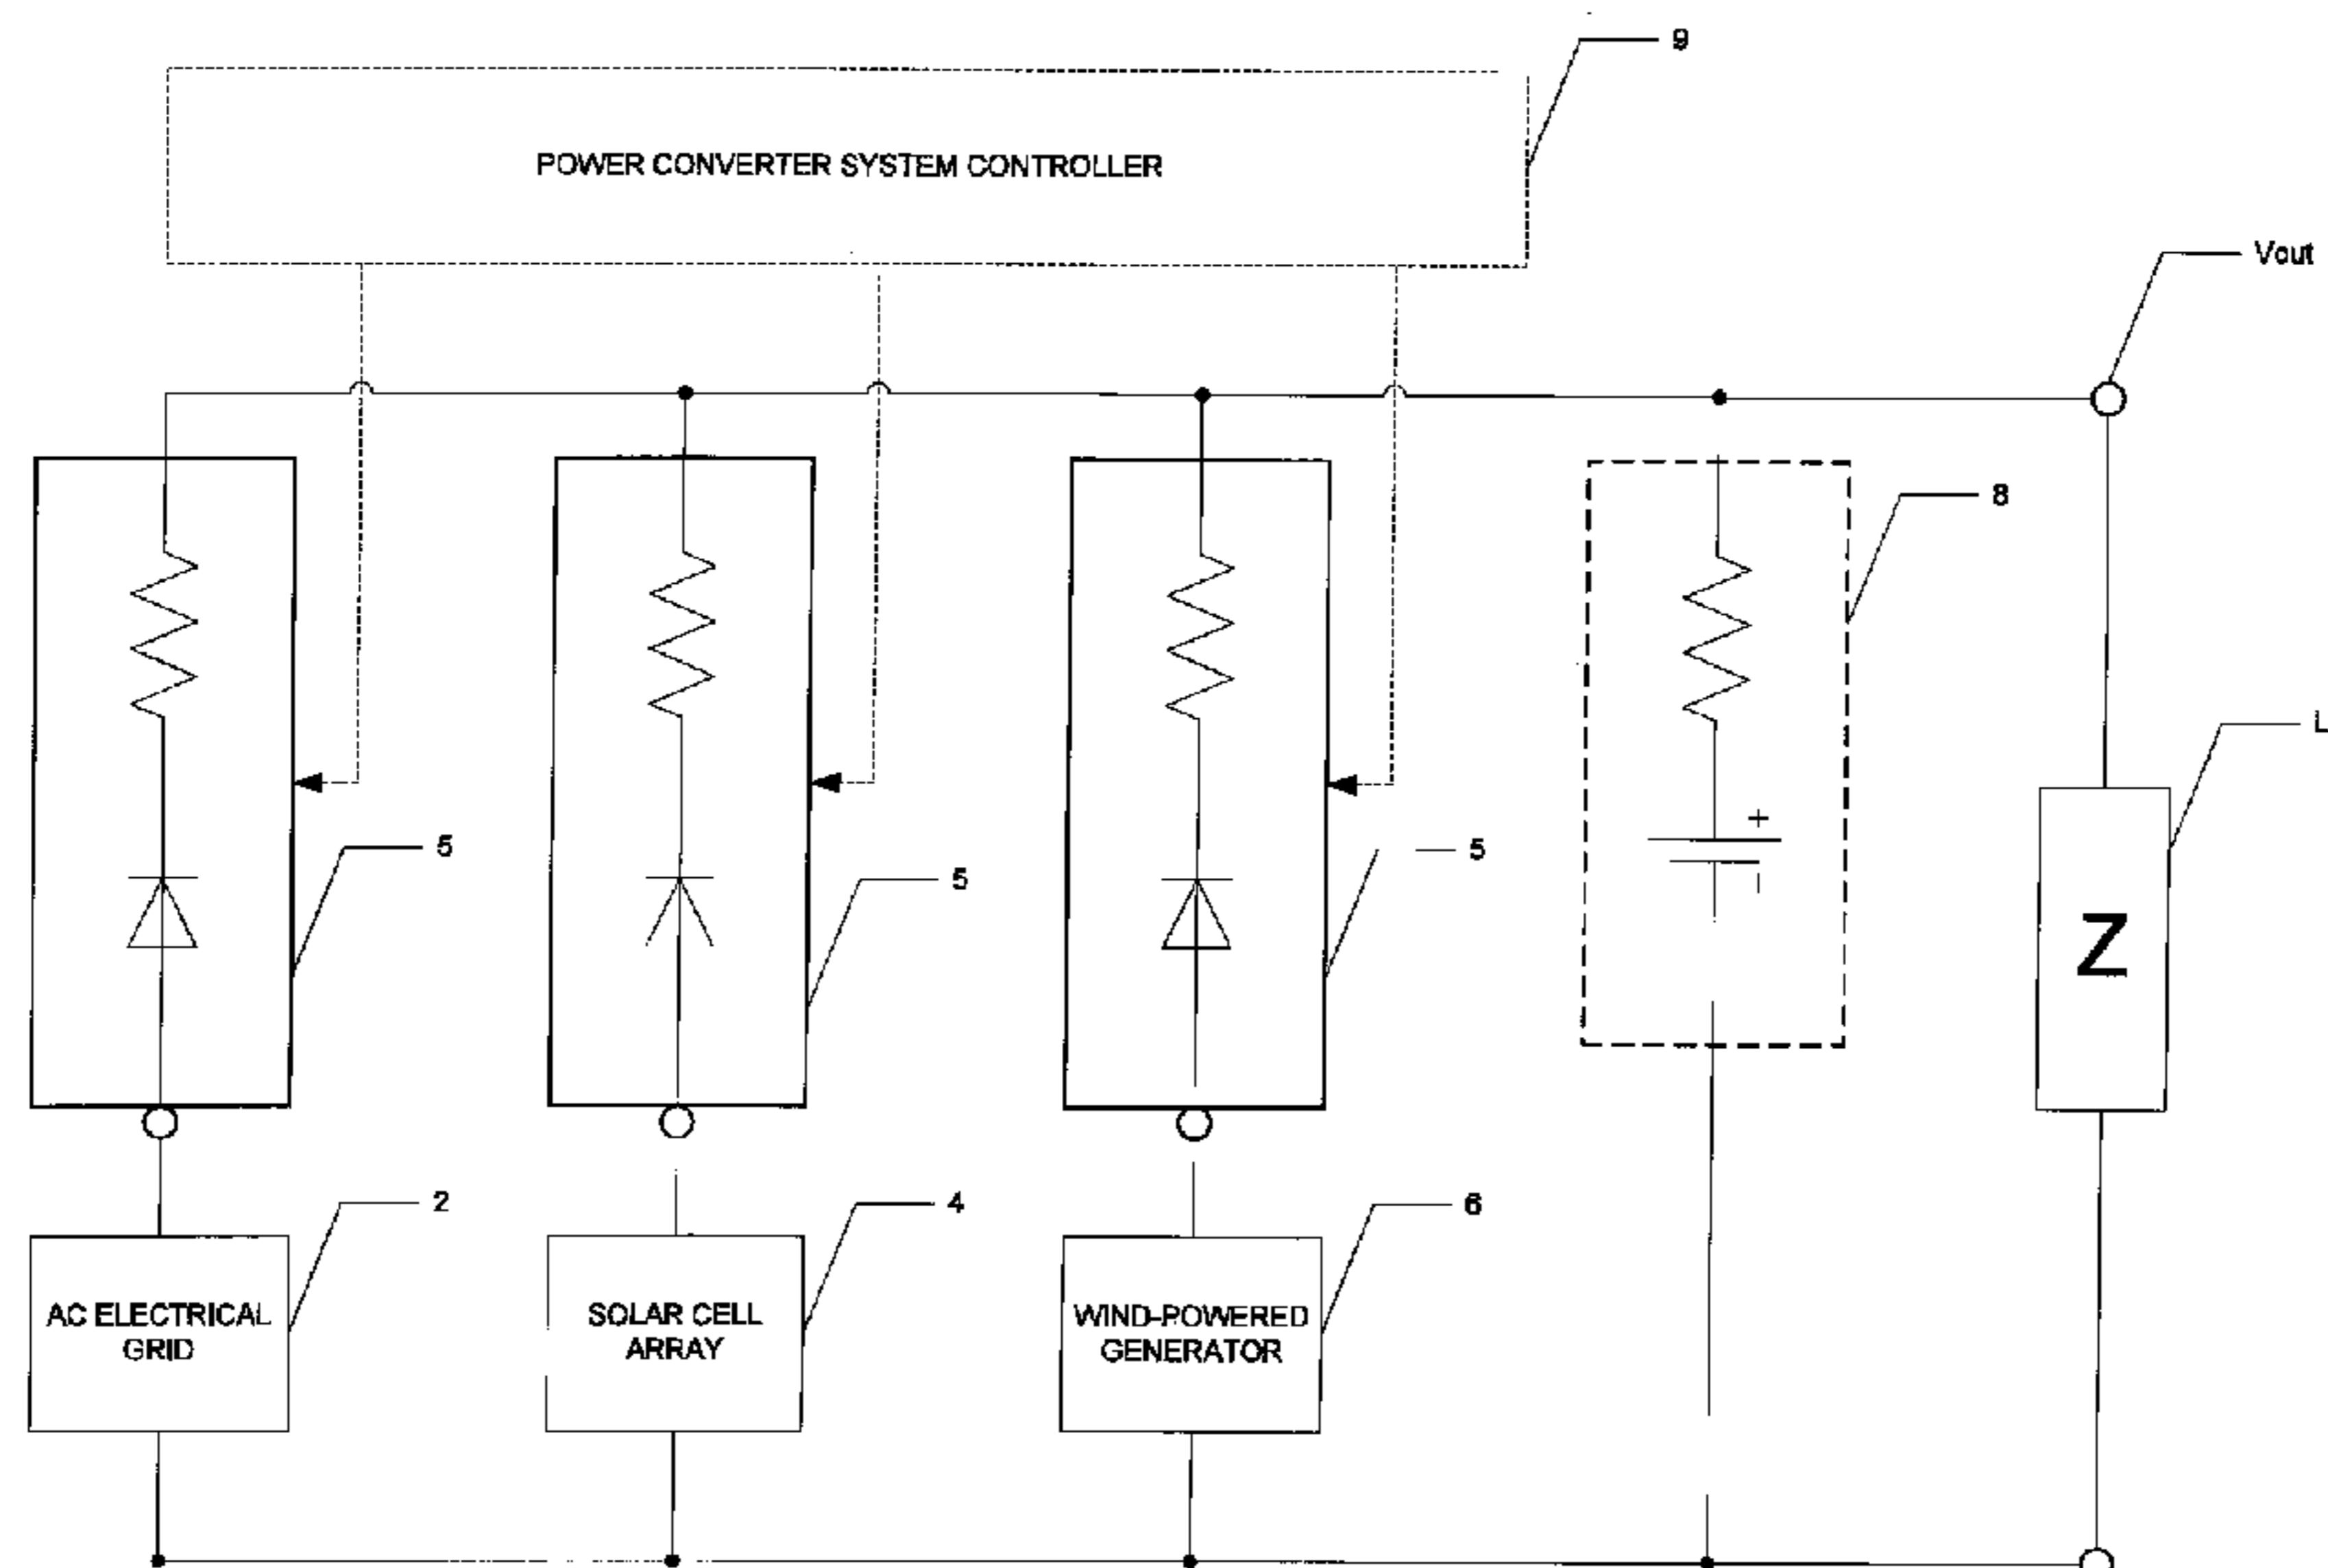 9
POWER CONVERTER SYSTEM CONTROLLER
Vout
8
L
+
5
5
5
Z
2
4
6
AC ELECTRICAL
GRID
SOLAR CELL
ARRAY
WIND-POWERED
GENERATOR